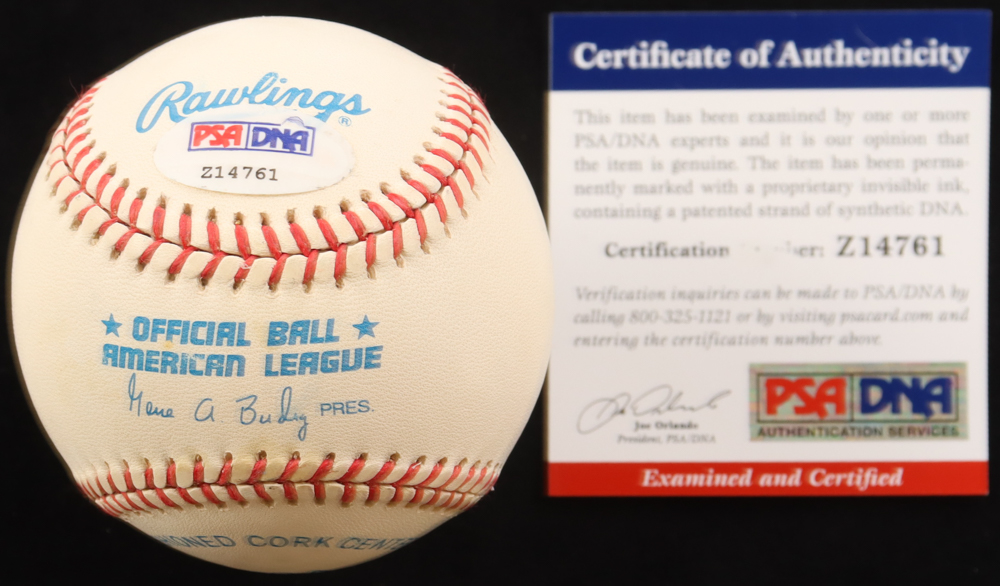 Rawlings ®
PSA DNA
Z14761
OFFICIAL BALL
AMERICAN LEAGUE
Gene A Budig PRES.
CORK
Certificate of Authenticity
This item has been examined by one or more
PSA/DNA experts and it is our opinion that
the item is genuine. The item has been perma-
nently marked with a proprietary invisible ink,
containing a patented strand of synthetic DNA.
Certification Z14761
Verification inquiries can be made to PSA/DNA by
calling 800-325-1121 or by visiting psacard.com and
entering the certification number above.
Joe Orlando
President, PSA/DNA
PSA DNA
AUTHENTICATION SERVICES
Examined and Certified